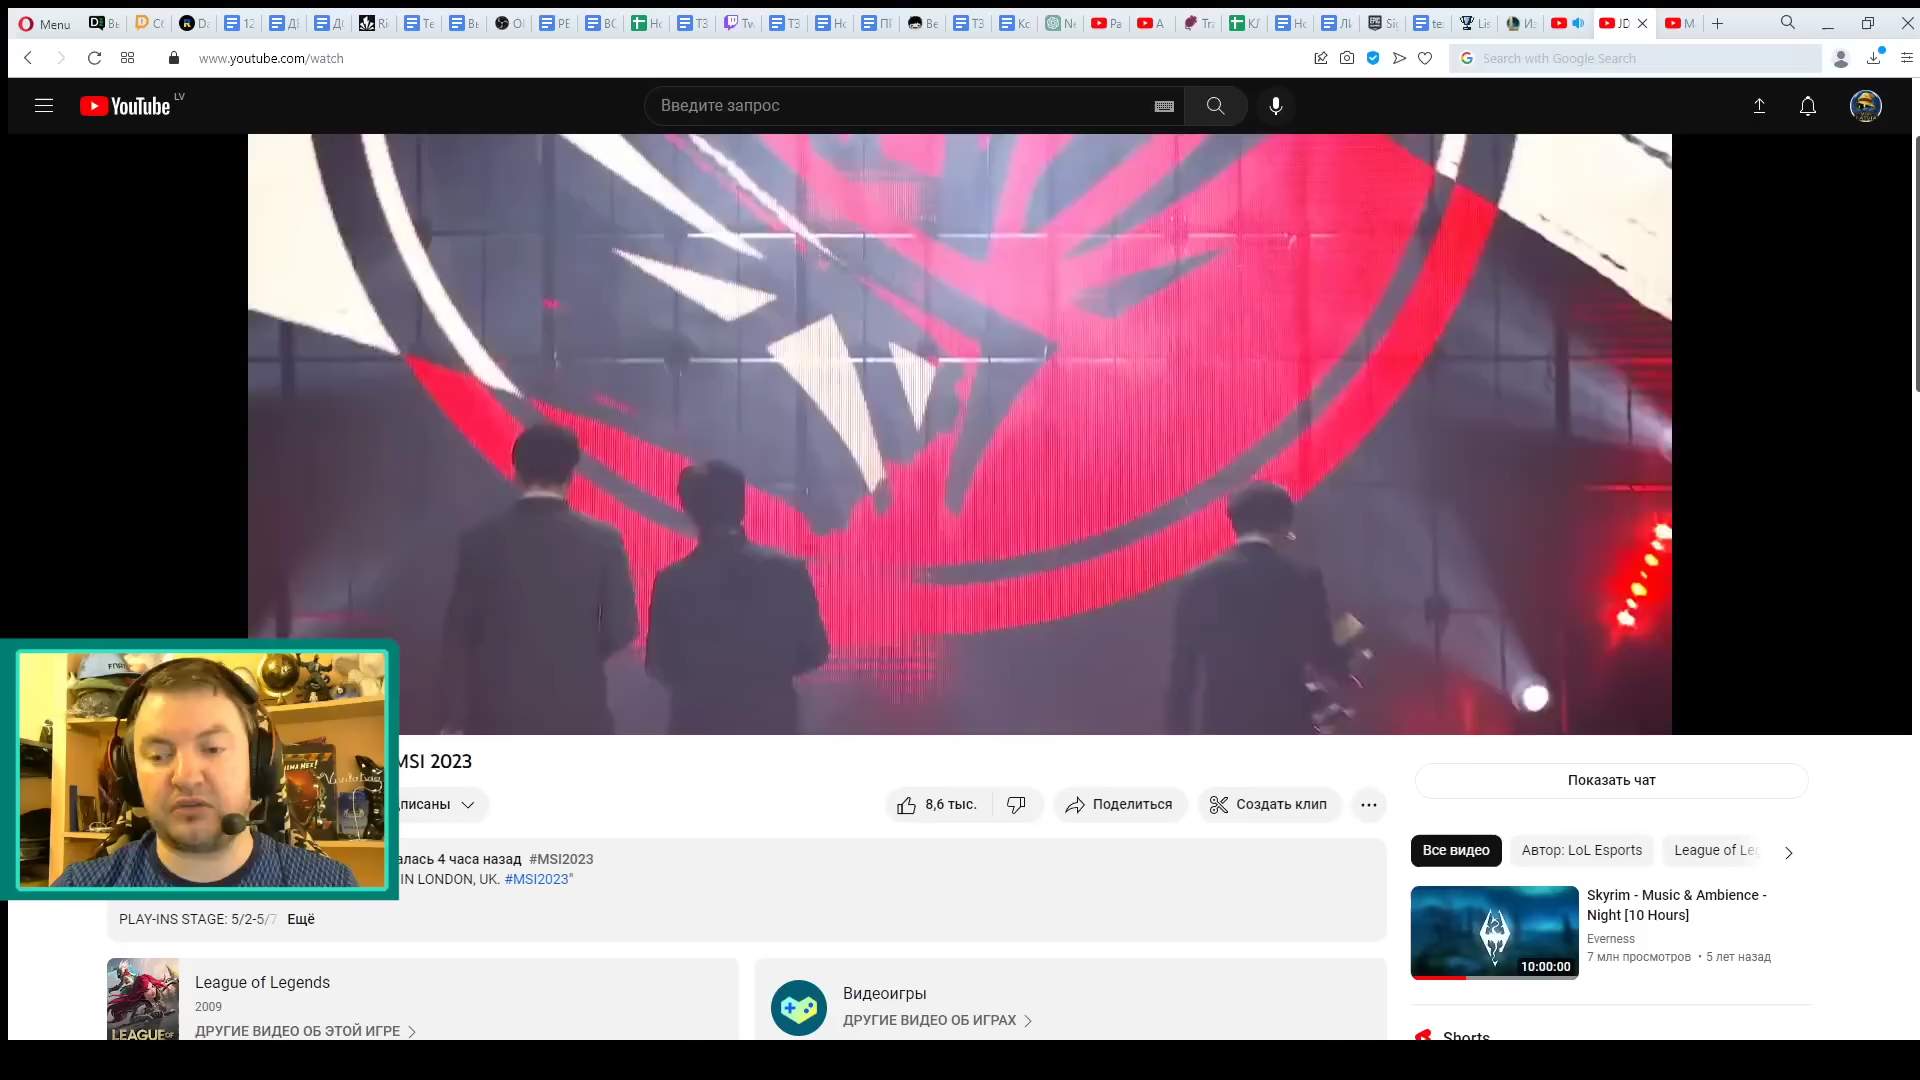 Menu
www.youtube.com/watch
Search with Google Search
YouTube LV
Введите запрос
MSI 2023
8,6 тыс.
Поделиться
Создать клип
Показать чат
4 часа назад #MSI2023
IN LONDON, UK. #MSI2023"
PLAY-INS STAGE: 5/2-5/7 Ещё
Все видео
Автор: LoL Esports
League of Leg
Skyrim - Music & Ambience -
Night [10 Hours]
Everness
7 млн просмотров • 5 лет назад
10:00:00
League of Legends
2009
ДРУГИЕ ВИДЕО ОБ ЭТОЙ ИГРЕ
LEAGUE OF
Видеоигры
ДРУГИЕ ВИДЕО ОБ ИГРАХ
Shorts